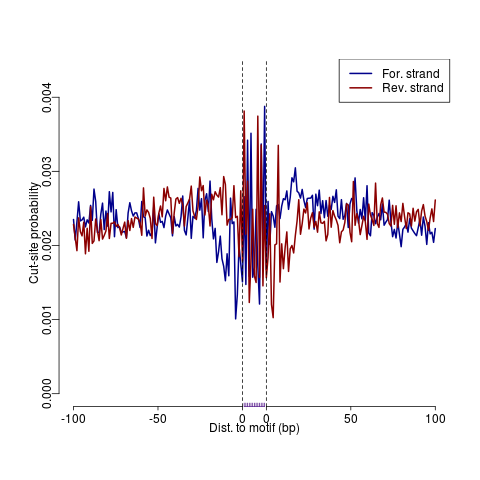 For. strand
Rev. strand
Cut-site probability
0.004
0.003
0.002
0.001
0.000
-100
-50
0
0
50
100
Dist. to motif (bp)